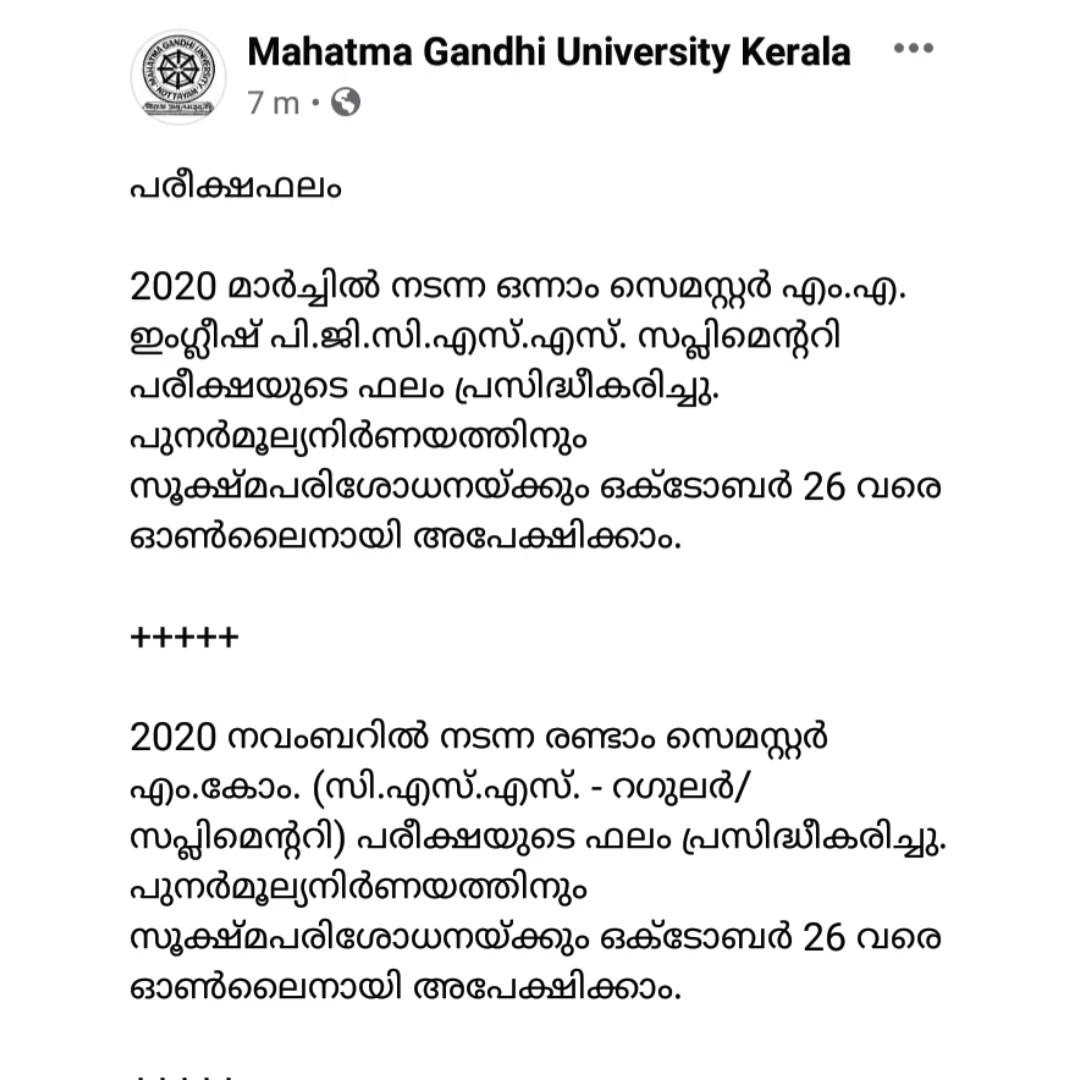 Mahatma Gandhi University Kerala
7 m
പരീക്ഷഫലം
2020 മാർച്ചിൽ നടന്ന ഒന്നാം സെമസ്റ്റർ എം.എ.
ഇംഗ്ലീഷ് പി.ജി.സി.എസ്.എസ്. സപ്ലിമെന്ററി
പരീക്ഷയുടെ ഫലം പ്രസിദ്ധീകരിച്ചു.
പുനർമൂല്യനിർണയത്തിനും
സൂക്ഷ്മപരിശോധനയ്ക്കും ഒക്ടോബർ 26 വരെ
ഓൺലൈനായി അപേക്ഷിക്കാം.
+++++
2020 നവംബറിൽ നടന്ന രണ്ടാം സെമസ്റ്റർ
എം.കോം. (സി.എസ്.എസ്. - റഗുലർ/
സപ്ലിമെന്ററി) പരീക്ഷയുടെ ഫലം പ്രസിദ്ധീകരിച്ചു.
പുനർമൂല്യനിർണയത്തിനും
സൂക്ഷ്മപരിശോധനയ്ക്കും ഒക്ടോബർ 26 വരെ
ഓൺലൈനായി അപേക്ഷിക്കാം.